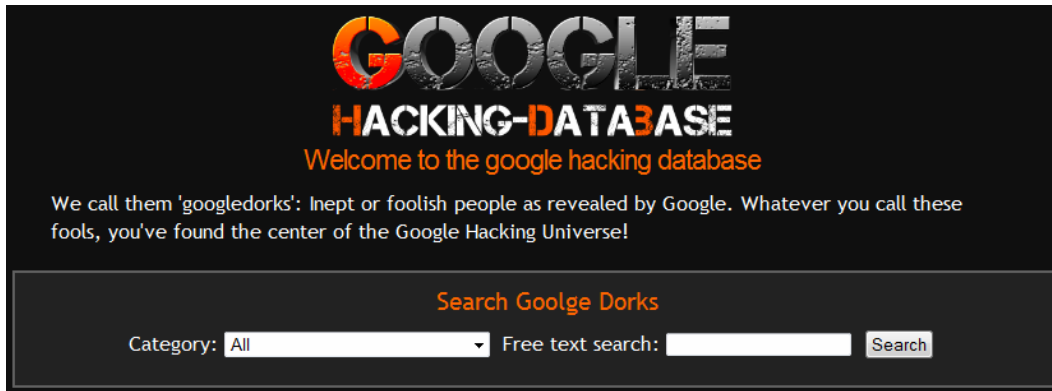 GOOGLE
HACKING-DATABASE
Welcome to the google hacking database
We call them 'googledorks': Inept or foolish people as revealed by Google. Whatever you call these
fools, you've found the center of the Google Hacking Universe!
Search Goolge Dorks
Category: All Free text search: Search